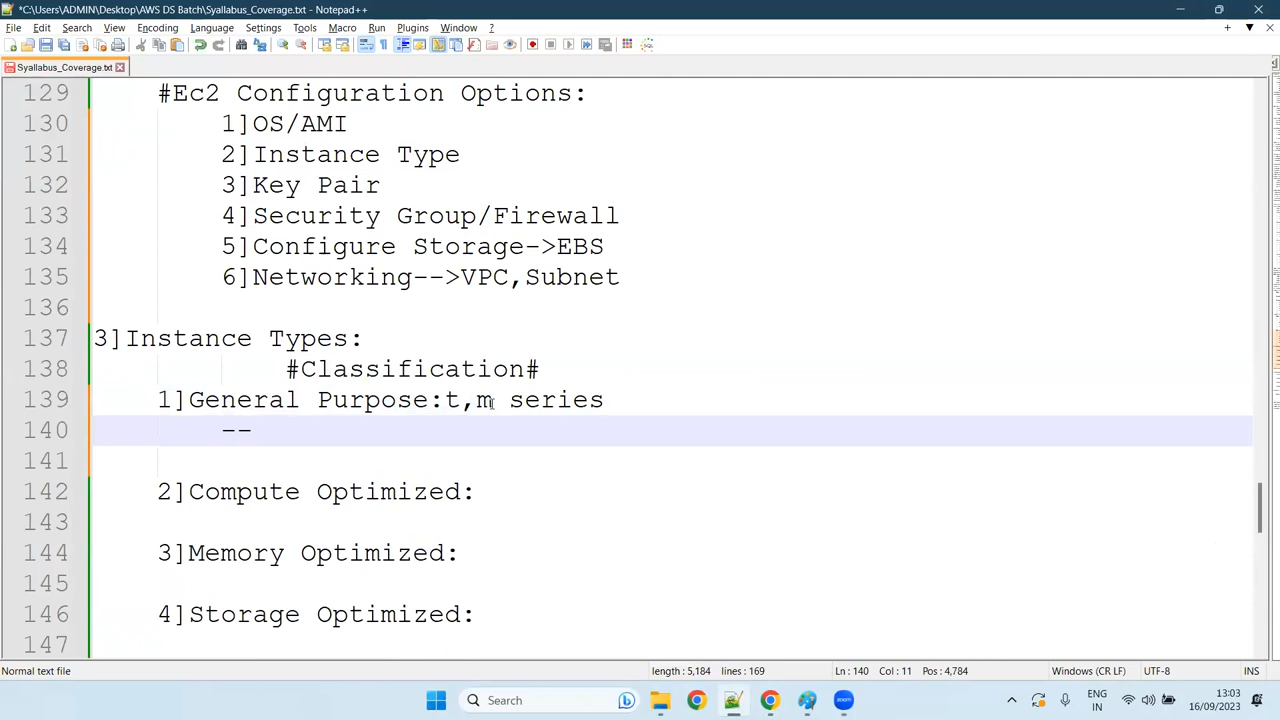 *C:\Users\ADMIN\Desktop\AWS DS Batch\Syallabus_Coverage.txt - Notepad++
File Edit Search View Encoding Language Settings Tools Macro Run Plugins Window ?
Syallabus_Coverage.txt
129 #Ec2 Configuration Options:
130 1]OS/AMI
131 2]Instance Type
132 3]Key Pair
133 4]Security Group/Firewall
134 5]Configure Storage->EBS
135 6]Networking-->VPC,Subnet
136
137 3]Instance Types:
138 #Classification#
139 1]General Purpose:t,m series
140 --
141
142 2]Compute Optimized:
143
144 3]Memory Optimized:
145
146 4]Storage Optimized:
147
Normal text file length : 5,184 lines : 169 Ln : 140 Col : 11 Pos : 4,784 Windows (CR LF) UTF-8 INS
Search ENG IN 13:03 16/09/2023
zoom